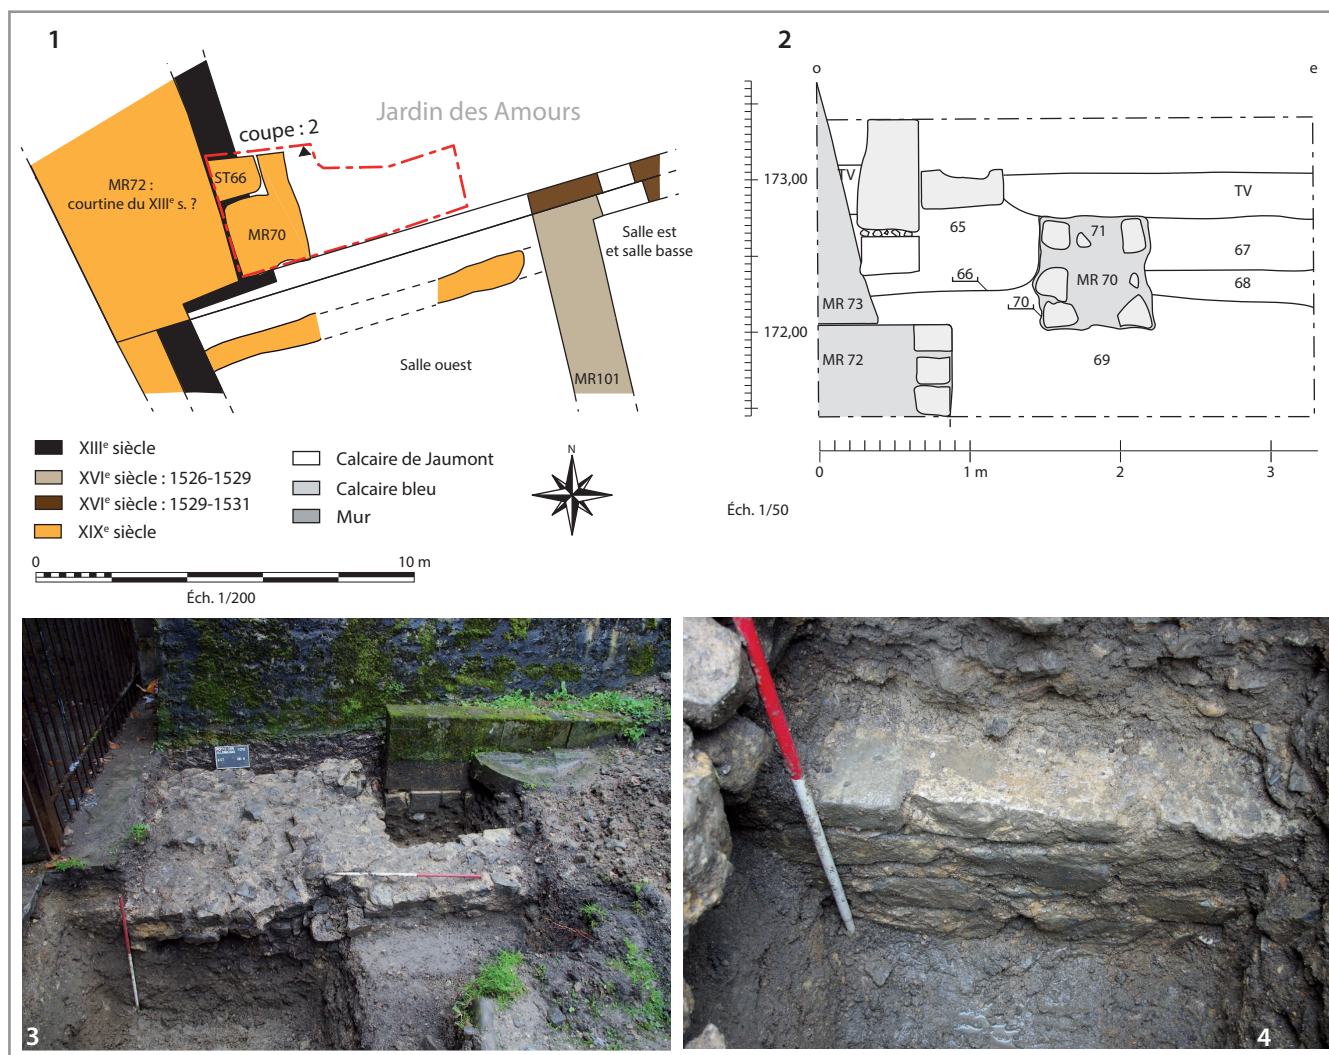 1
Jardin des Amours
coupe : 2
ST66
MR72 :
courtine du XIIIe s. ?
MR70
Salle est
et salle basse
Salle ouest
MR101
XIIIe siècle
XVIe siècle : 1526-1529
XVIe siècle : 1529-1531
XIXe siècle
Calcaire de Jaumont
Calcaire bleu
Mur
N
0 10 m
Éch. 1/200
2
o e
173,00
172,00
TV
TV
65
71
67
66
MR 70
68
MR 73
70
MR 72
69
0 1 m 2 3
Éch. 1/50
3
4